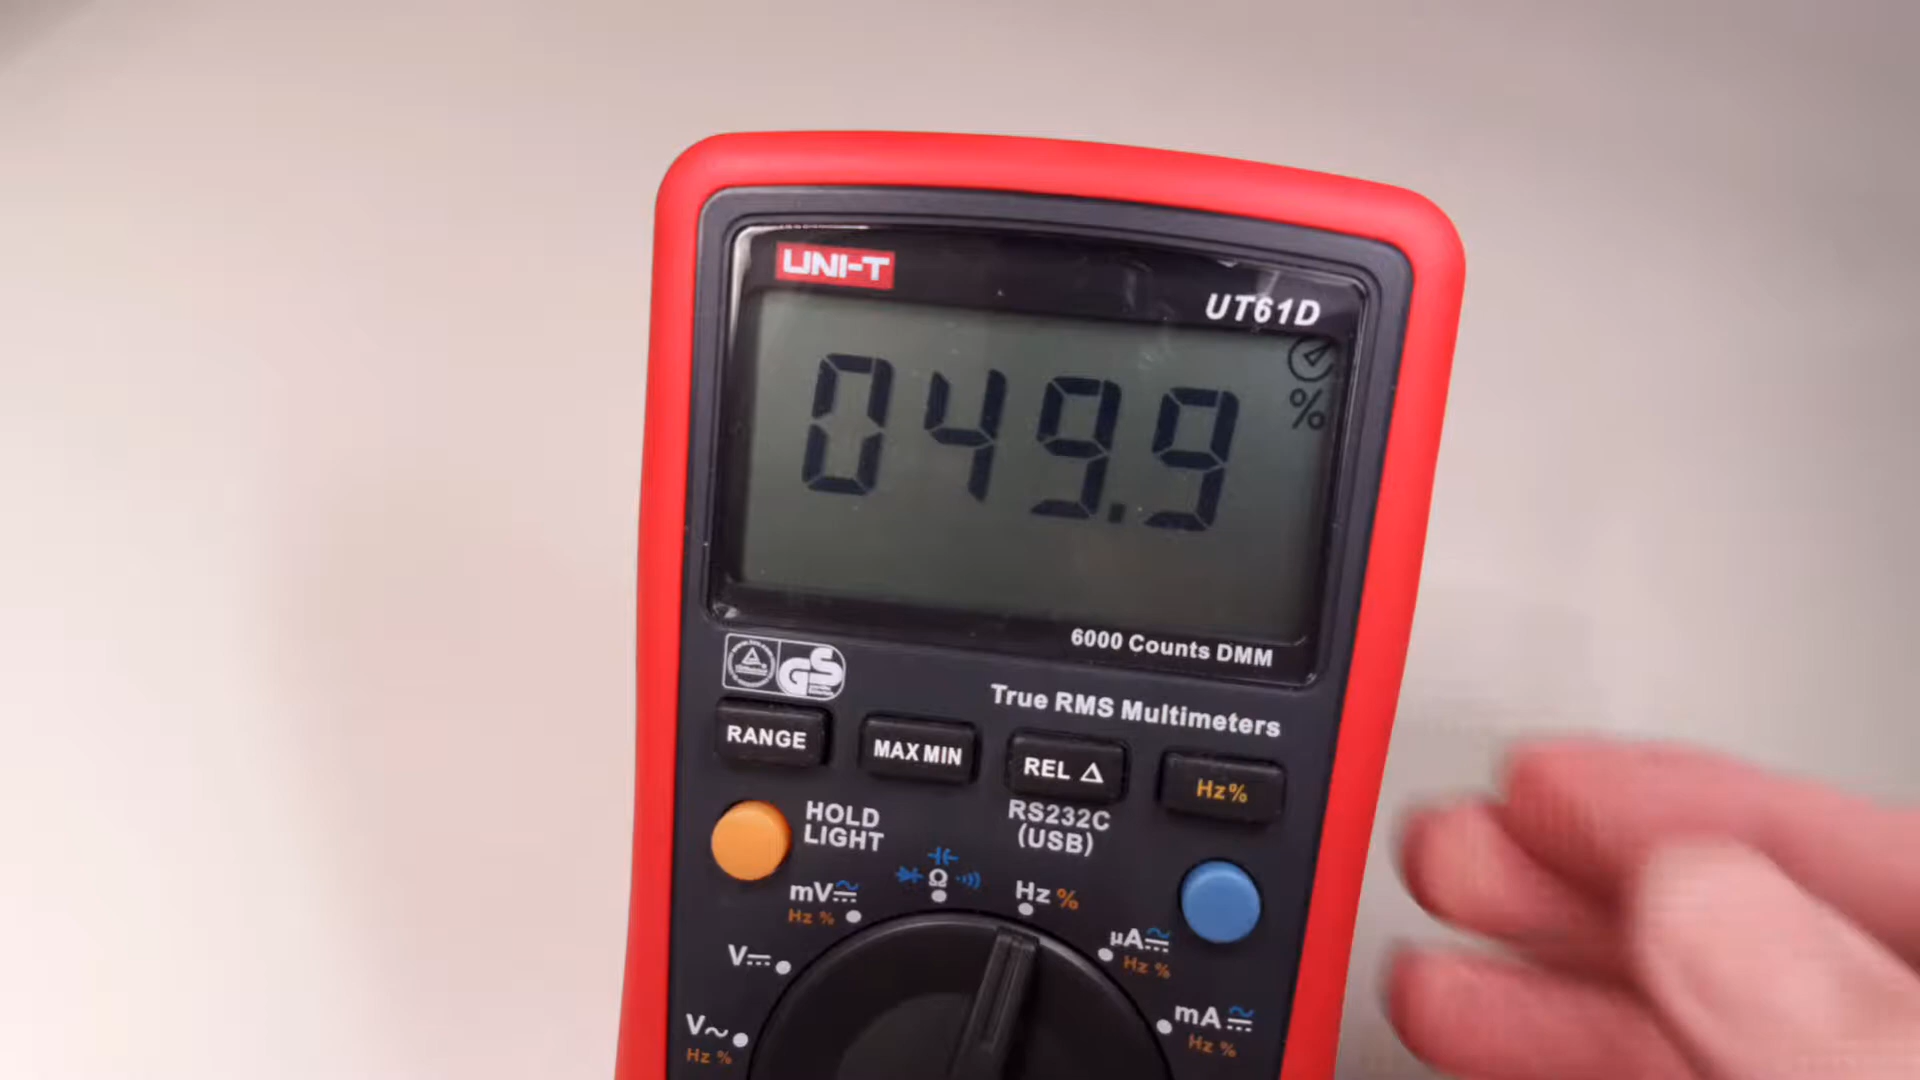 UNI-T
UT61D
049.9
%
6000 Counts DMM
GS
True RMS Multimeters
RANGE
MAX MIN
REL Δ
Hz%
HOLD
LIGHT
RS232C
(USB)
mV
Hz %
Ω
Hz %
μA
Hz %
V
mA
Hz %
V~
Hz %